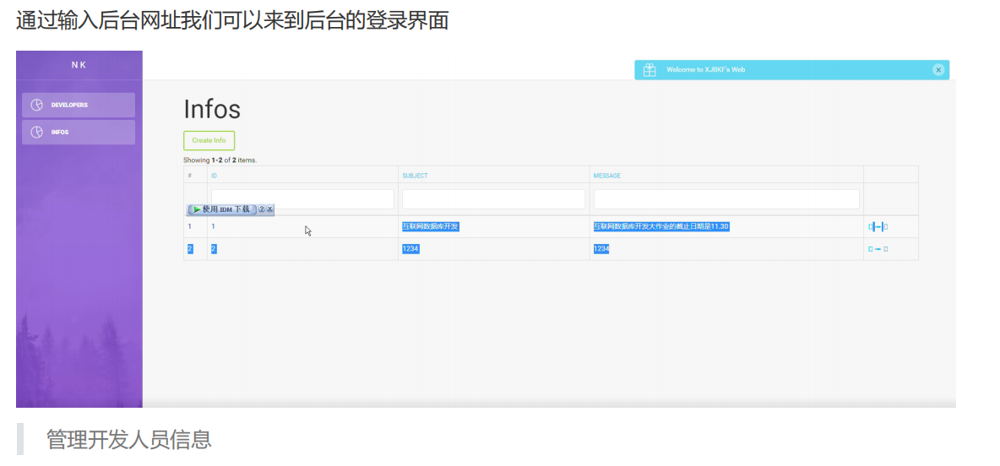 通过输入后台网址我们可以来到后台的登录界面
NK
Welcome to XJBKF's Web
DEVELOPERS
INFOS
Infos
Create Info
Showing 1-2 of 2 items.
# ID SUBJECT MESSAGE
使用 IDM 下载 ? X
1 1 互联网数据库开发 互联网数据库开发大作业的截止日期是11.30
2 2 1234 1234
管理开发人员信息